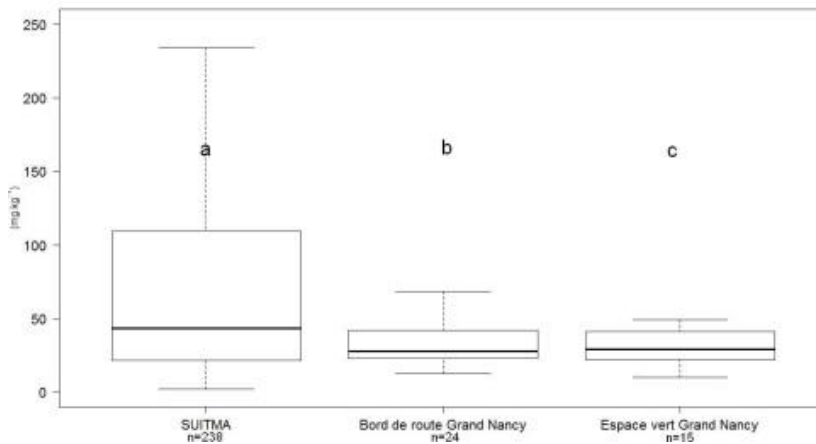 250
200
150
100
50
0
(mg kg⁻¹)
a
b
c
SUITMA
n=238
Bord de route Grand Nancy
n=24
Espace vert Grand Nancy
n=15